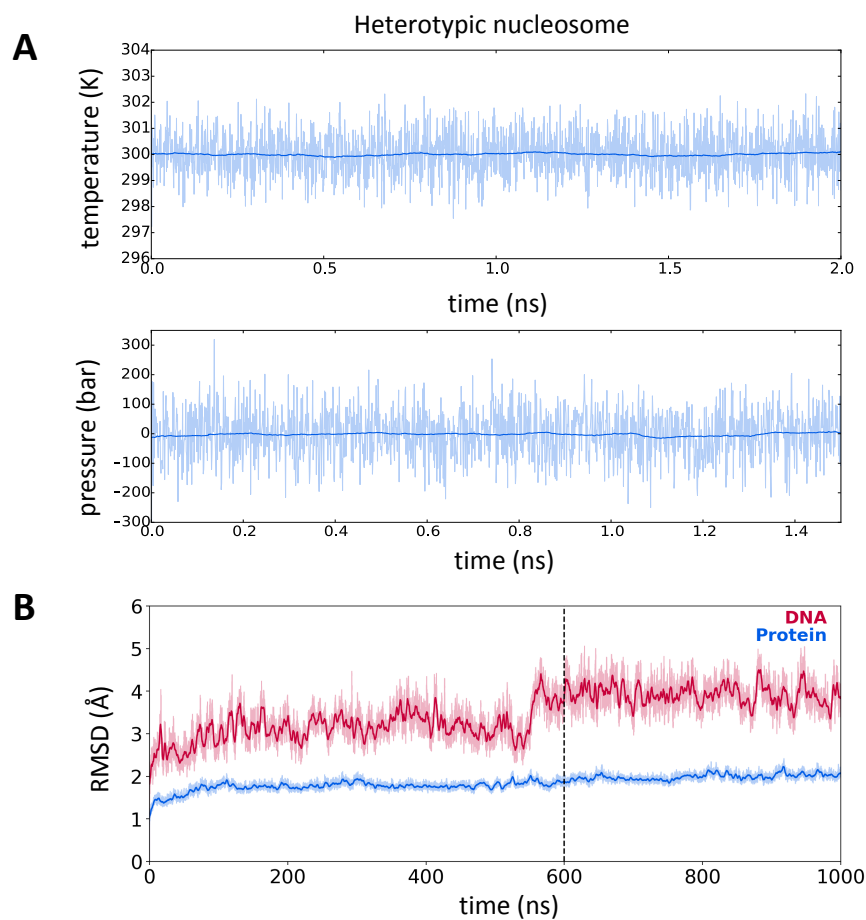 Heterotypic nucleosome
A
temperature (K)
304
303
302
301
300
299
298
297
296
0.0 0.5 1.0 1.5 2.0
time (ns)
pressure (bar)
300
200
100
0
−100
−200
−300
0.0 0.2 0.4 0.6 0.8 1.0 1.2 1.4
time (ns)
B
DNA
Protein
RMSD (Å)
6
5
4
3
2
1
0
0 200 400 600 800 1000
time (ns)